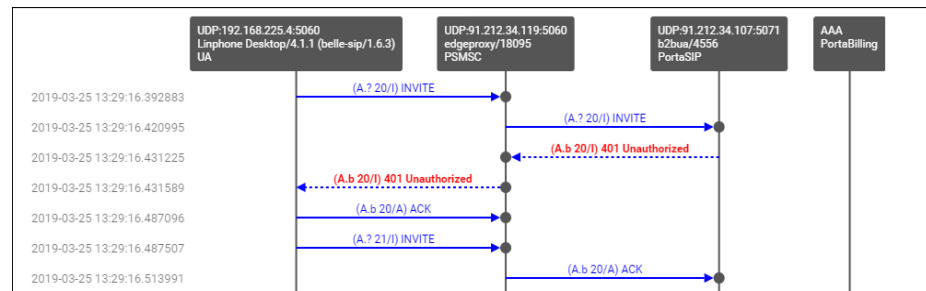 UDP:192.168.225.4:5060
Linphone Desktop/4.1.1 (belle-sip/1.6.3)
UA
UDP:91.212.34.119:5060
edgeproxy/18095
PSMSC
UDP:91.212.34.107:5071
b2bua/4556
PortaSIP
AAA
PortaBilling
2019-03-25 13:29:16.392883
(A.? 20/I) INVITE
2019-03-25 13:29:16.420995
(A.? 20/I) INVITE
2019-03-25 13:29:16.431225
(A.b 20/I) 401 Unauthorized
2019-03-25 13:29:16.431589
(A.b 20/I) 401 Unauthorized
2019-03-25 13:29:16.487096
(A.b 20/A) ACK
2019-03-25 13:29:16.487507
(A.? 21/I) INVITE
2019-03-25 13:29:16.513991
(A.b 20/A) ACK